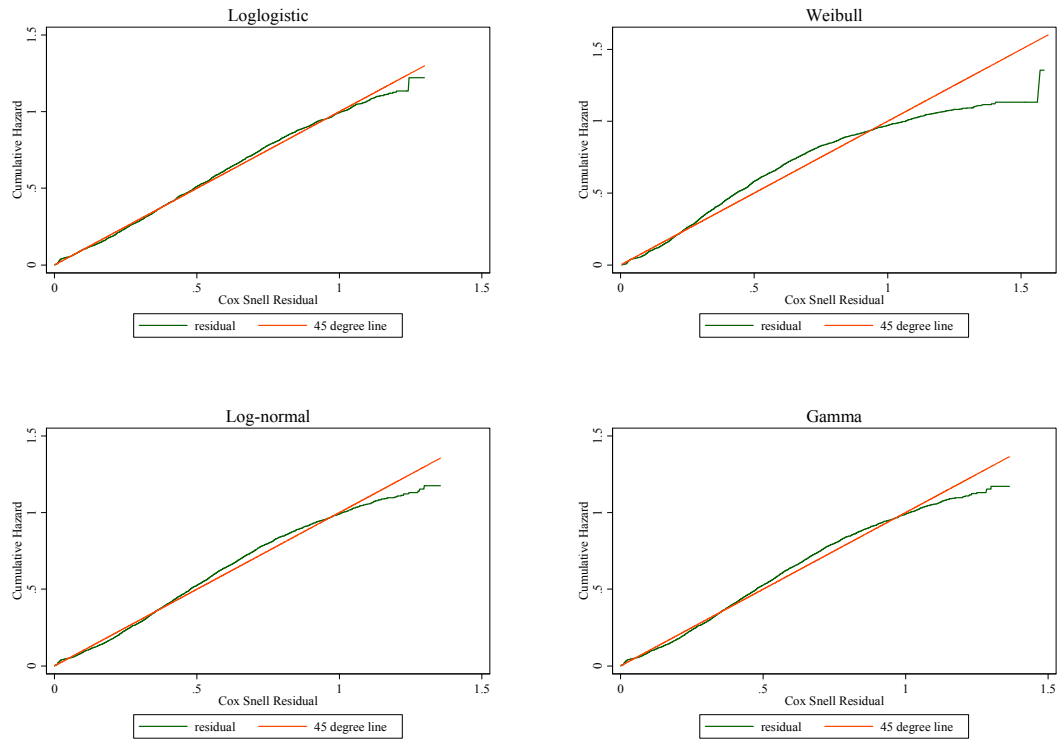 Loglogistic
Cumulative Hazard
1.5
1
.5
0
0 .5 1 1.5
Cox Snell Residual
residual 45 degree line
Weibull
Cumulative Hazard
1.5
1
.5
0
0 .5 1 1.5
Cox Snell Residual
residual 45 degree line
Log-normal
Cumulative Hazard
1.5
1
.5
0
0 .5 1 1.5
Cox Snell Residual
residual 45 degree line
Gamma
Cumulative Hazard
1.5
1
.5
0
0 .5 1 1.5
Cox Snell Residual
residual 45 degree line